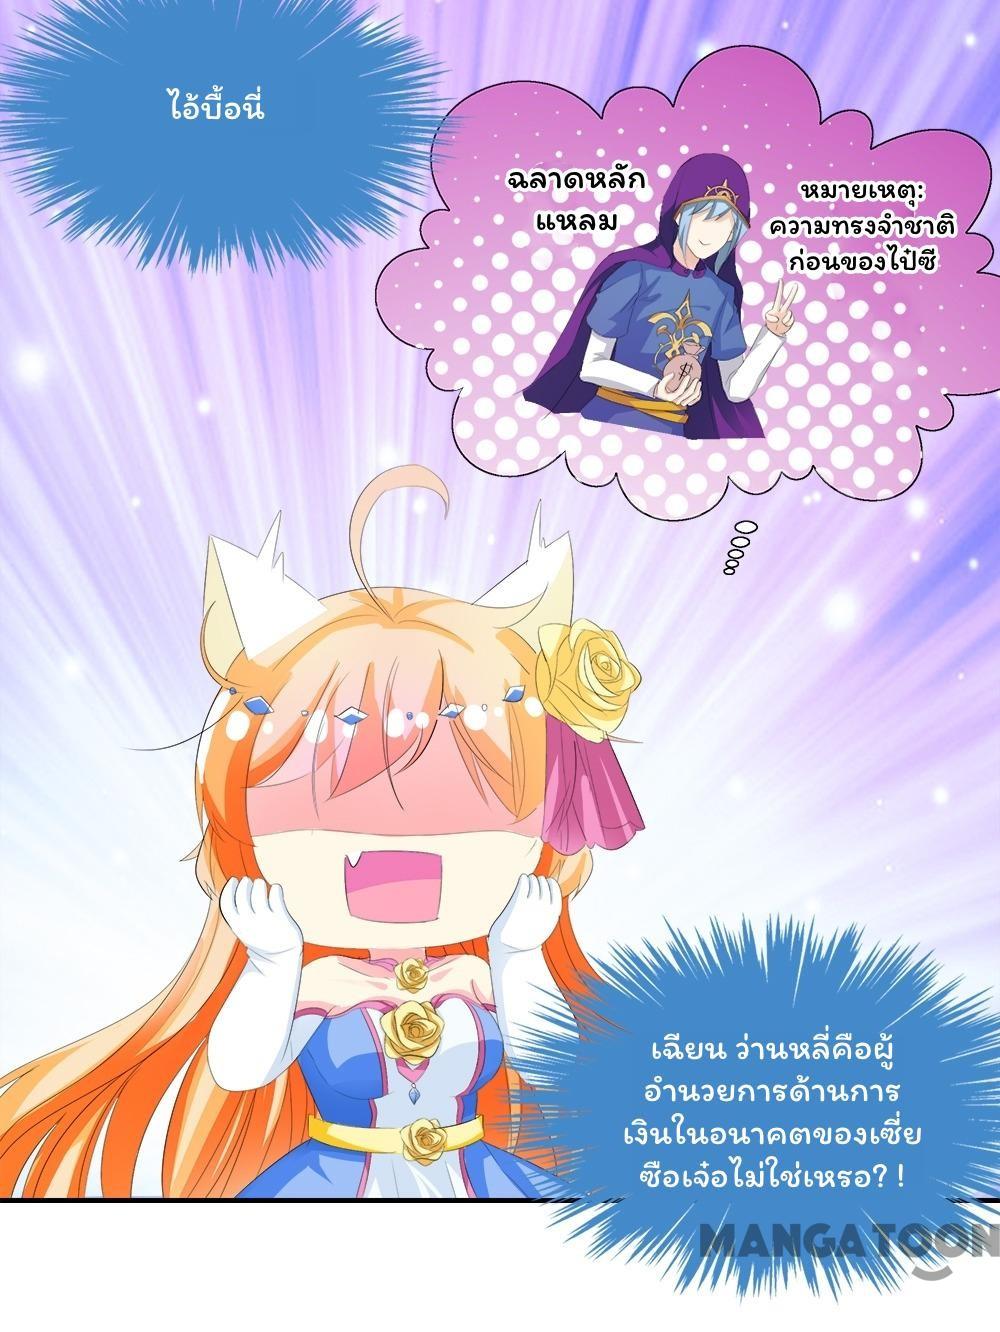 ไอ้บื้อนี่
ฉลาดหลัก
แหลม
หมายเหตุ:
ความทรงจำชาติ
ก่อนของไป๋ซี
$
เฉียน ว่านหลี่คือผู้
อำนวยการด้านการ
เงินในอนาคตของเซี่ย
ซือเจ๋อไม่ใช่เหรอ?!
MANGATOON